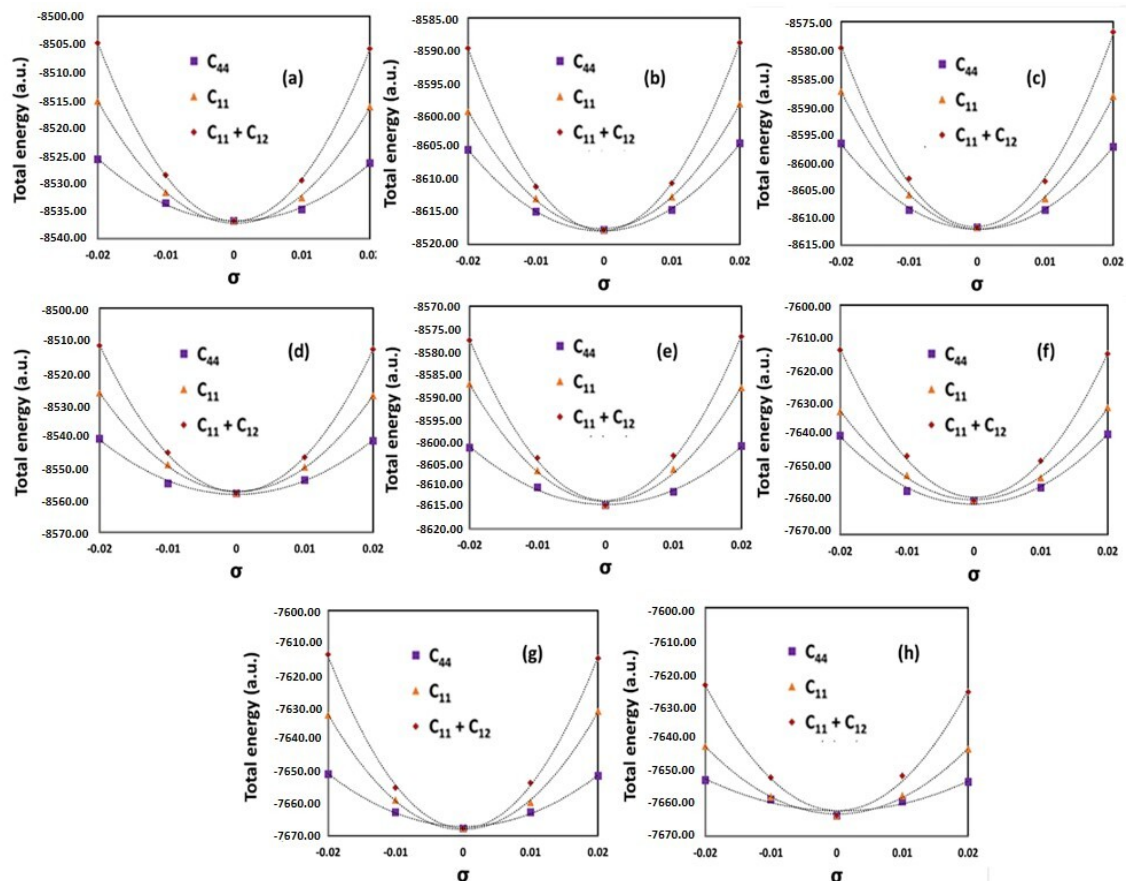 Total energy (a.u.)
-8500.00
-8505.00
-8510.00
-8515.00
-8520.00
-8525.00
-8530.00
-8535.00
-8540.00
C44
C11
C11 + C12
(a)
-0.02 -0.01 0 0.01 0.0
σ
Total energy (a.u.)
-8585.00
-8590.00
-8595.00
-8600.00
-8605.00
-8610.00
-8615.00
-8520.00
C44
C11
C11 + C12
(b)
-0.02 -0.01 0 0.01 0.02
σ
Total energy (a.u.)
-8575.00
-8580.00
-8585.00
-8590.00
-8595.00
-8600.00
-8605.00
-8610.00
-8615.00
C44
C11
C11 + C12
(c)
-0.02 -0.01 0 0.01 0.02
σ
Total energy (a.u.)
-8500.00
-8510.00
-8520.00
-8530.00
-8540.00
-8550.00
-8560.00
-8570.00
C44
C11
C11 + C12
(d)
-0.02 -0.01 0 0.01 0.02
σ
Total energy (a.u.)
-8570.00
-8575.00
-8580.00
-8585.00
-8590.00
-8595.00
-8600.00
-8605.00
-8610.00
-8615.00
-8620.00
C44
C11
C11 + C12
(e)
-0.02 -0.01 0 0.01 0.02
σ
Total energy (a.u.)
-7600.00
-7610.00
-7620.00
-7630.00
-7640.00
-7650.00
-7660.00
-7670.00
C44
C11
C11 + C12
(f)
-0.02 -0.01 0 0.01 0.02
σ
Total energy (a.u.)
-7600.00
-7610.00
-7620.00
-7630.00
-7640.00
-7650.00
-7660.00
-7670.00
C44
C11
C11 + C12
(g)
-0.02 -0.01 0 0.01 0.02
σ
Total energy (a.u.)
-7600.00
-7610.00
-7620.00
-7630.00
-7640.00
-7650.00
-7660.00
-7670.00
C44
C11
C11 + C12
(h)
-0.02 -0.01 0 0.01 0.02
σ